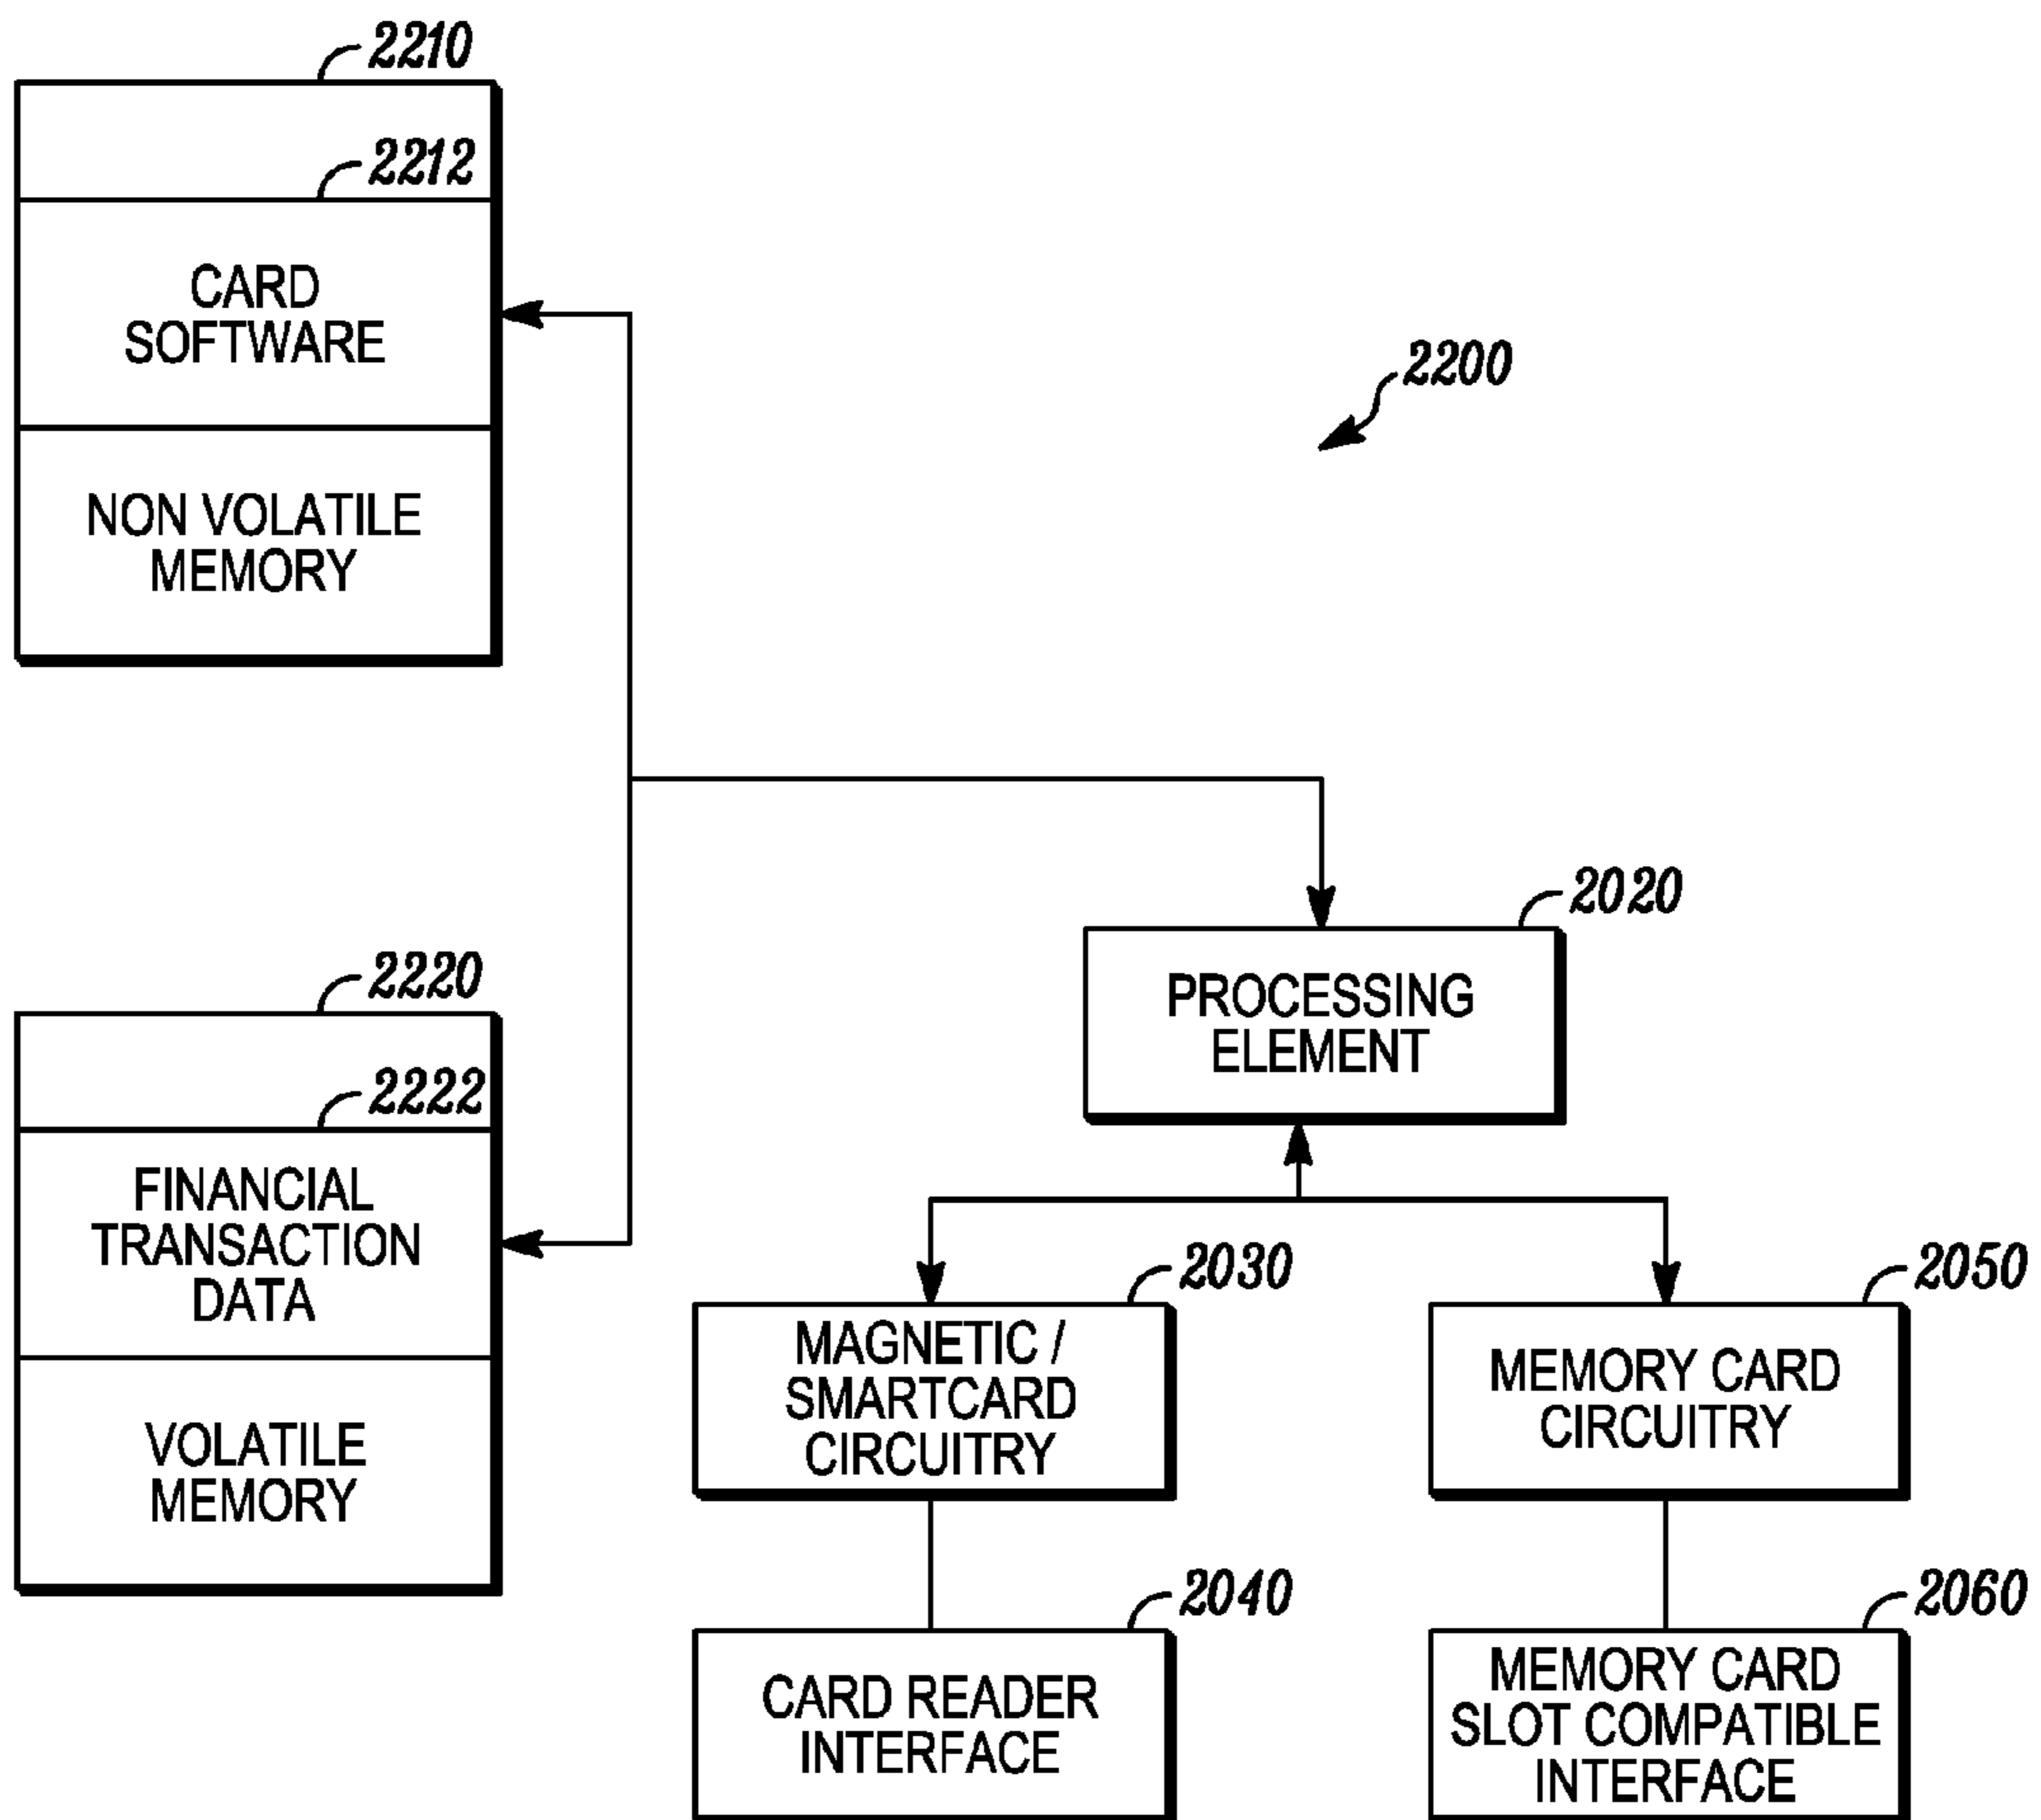 2210
2212
CARD
SOFTWARE
NON VOLATILE
MEMORY
2200
2220
2222
FINANCIAL
TRANSACTION
DATA
VOLATILE
MEMORY
2020
PROCESSING
ELEMENT
2030
MAGNETIC /
SMARTCARD
CIRCUITRY
2050
MEMORY CARD
CIRCUITRY
2040
CARD READER
INTERFACE
2060
MEMORY CARD
SLOT COMPATIBLE
INTERFACE